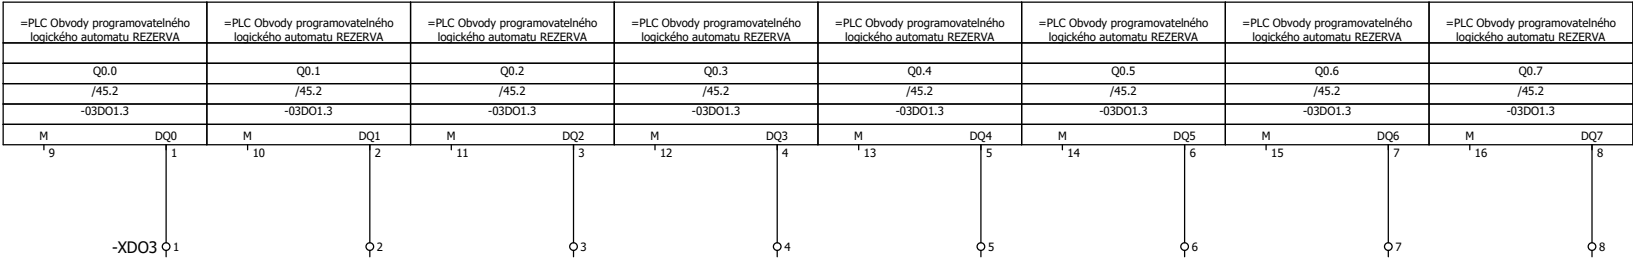 =PLC Obvody programovatelného =PLC Obvody programovatelného =PLC Obvody programovatelného =PLC Obvody programovatelného =PLC Obvody programovatelného =PLC Obvody programovatelného =PLC Obvody programovatelného =PLC Obvody programovatelného
logického automatu REZERVA logického automatu REZERVA logického automatu REZERVA logického automatu REZERVA logického automatu REZERVA logického automatu REZERVA logického automatu REZERVA logického automatu REZERVA
Q0.0 Q0.1 Q0.2 Q0.3 Q0.4 Q0.5 Q0.6 Q0.7
/45.2 /45.2 /45.2 /45.2 /45.2 /45.2 /45.2 /45.2
-03DO1.3 -03DO1.3 -03DO1.3 -03DO1.3 -03DO1.3 -03DO1.3 -03DO1.3 -03DO1.3
M DQ0 M DQ1 M DQ2 M DQ3 M DQ4 M DQ5 M DQ6 M DQ7
9 1 10 2 11 3 12 4 13 5 14 6 15 7 16 8
-XDO3 1 2 3 4 5 6 7 8